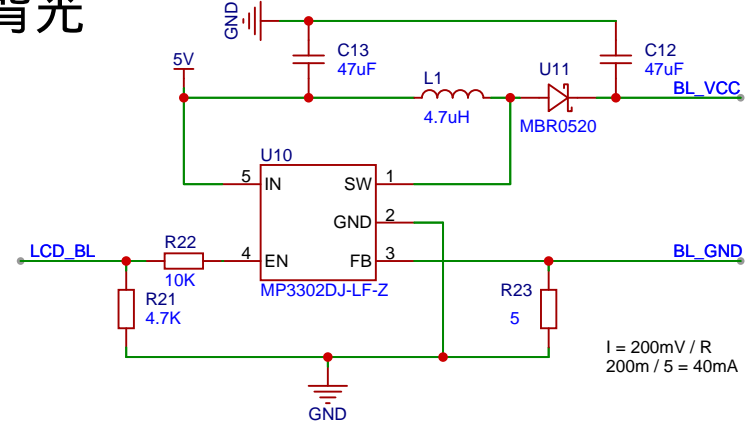 背光
GND
C13
47uF
C12
47uF
5V
L1
4.7uH
U11
MBR0520
BL_VCC
U10
5
IN
SW
1
GND
2
LCD_BL
R22
10K
4
EN
FB
3
BL_GND
MP3302DJ-LF-Z
R21
4.7K
R23
5
I = 200mV / R
200m / 5 = 40mA
GND